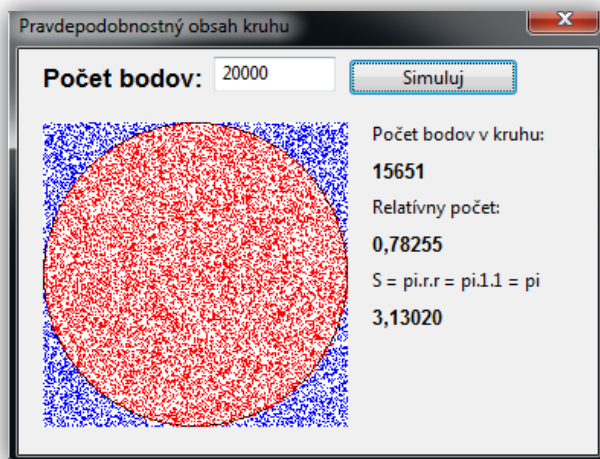 Pravdepodobnostný obsah kruhu
Počet bodov: 20000 Simuluj
Počet bodov v kruhu:
15651
Relatívny počet:
0,78255
S = pi.r.r = pi.1.1 = pi
3,13020